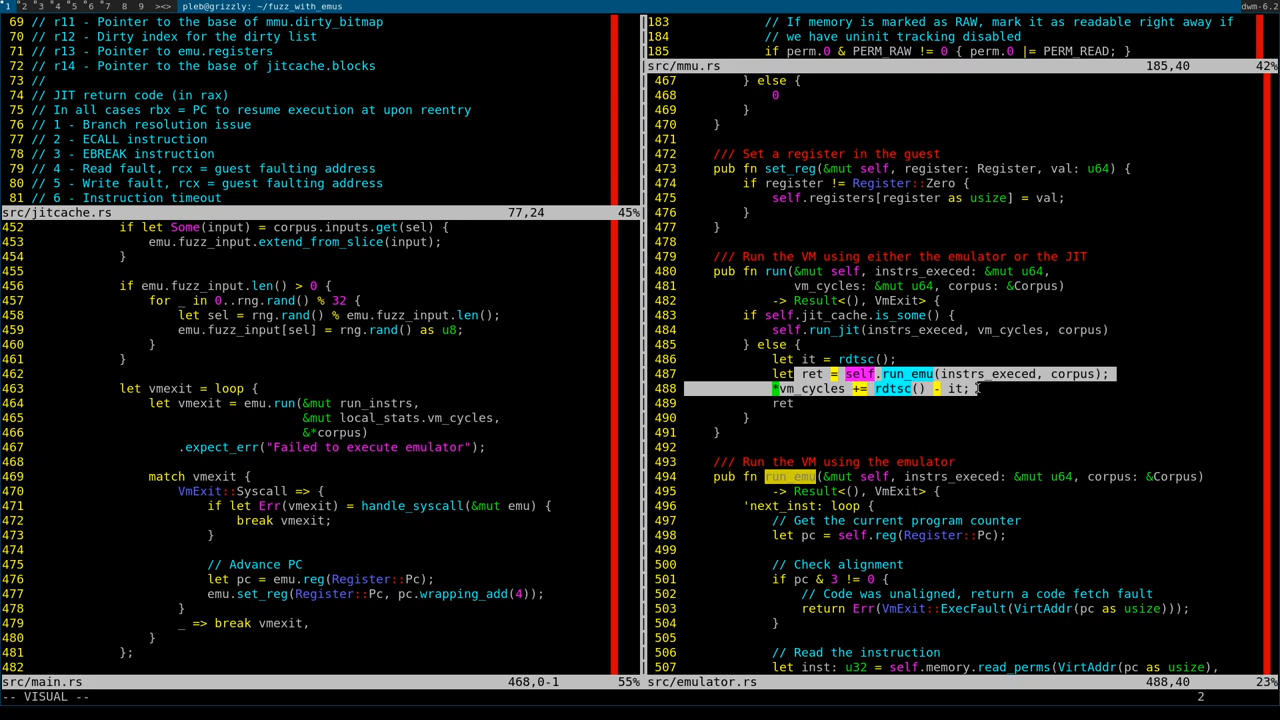 1 2 3 4 5 6 7 8 9 ><> pleb@grizzly: ~/fuzz_with_emus dwm-6.2
69 // r11 - Pointer to the base of mmu.dirty_bitmap
70 // r12 - Dirty index for the dirty list
71 // r13 - Pointer to emu.registers
72 // r14 - Pointer to the base of jitcache.blocks
73 //
74 // JIT return code (in rax)
75 // In all cases rbx = PC to resume execution at upon reentry
76 // 1 - Branch resolution issue
77 // 2 - ECALL instruction
78 // 3 - EBREAK instruction
79 // 4 - Read fault, rcx = guest faulting address
80 // 5 - Write fault, rcx = guest faulting address
81 // 6 - Instruction timeout
src/jitcache.rs 77,24 45%
452 if let Some(input) = corpus.inputs.get(sel) {
453 emu.fuzz_input.extend_from_slice(input);
454 }
455
456 if emu.fuzz_input.len() > 0 {
457 for _ in 0..rng.rand() % 32 {
458 let sel = rng.rand() % emu.fuzz_input.len();
459 emu.fuzz_input[sel] = rng.rand() as u8;
460 }
461 }
462
463 let vmexit = loop {
464 let vmexit = emu.run(&mut run_instrs,
465 &mut local_stats.vm_cycles,
466 &*corpus)
467 .expect_err("Failed to execute emulator");
468
469 match vmexit {
470 VmExit::Syscall => {
471 if let Err(vmexit) = handle_syscall(&mut emu) {
472 break vmexit;
473 }
474
475 // Advance PC
476 let pc = emu.reg(Register::Pc);
477 emu.set_reg(Register::Pc, pc.wrapping_add(4));
478 }
479 _ => break vmexit,
480 }
481 };
482
src/main.rs 468,0-1 55%
-- VISUAL -- 2
183 // If memory is marked as RAW, mark it as readable right away if
184 // we have uninit tracking disabled
185 if perm.0 & PERM_RAW != 0 { perm.0 |= PERM_READ; }
src/mmu.rs 185,40 42%
467 } else {
468 0
469 }
470 }
471
472 /// Set a register in the guest
473 pub fn set_reg(&mut self, register: Register, val: u64) {
474 if register != Register::Zero {
475 self.registers[register as usize] = val;
476 }
477 }
478
479 /// Run the VM using either the emulator or the JIT
480 pub fn run(&mut self, instrs_execed: &mut u64,
481 vm_cycles: &mut u64, corpus: &Corpus)
482 -> Result<(), VmExit> {
483 if self.jit_cache.is_some() {
484 self.run_jit(instrs_execed, vm_cycles, corpus)
485 } else {
486 let it = rdtsc();
487 let ret = self.run_emu(instrs_execed, corpus);
488 *vm_cycles += rdtsc() - it;
489 ret
490 }
491 }
492
493 /// Run the VM using the emulator
494 pub fn run_emu(&mut self, instrs_execed: &mut u64, corpus: &Corpus)
495 -> Result<(), VmExit> {
496 'next_inst: loop {
497 // Get the current program counter
498 let pc = self.reg(Register::Pc);
499
500 // Check alignment
501 if pc & 3 != 0 {
502 // Code was unaligned, return a code fetch fault
503 return Err(VmExit::ExecFault(VirtAddr(pc as usize)));
504 }
505
506 // Read the instruction
507 let inst: u32 = self.memory.read_perms(VirtAddr(pc as usize),
src/emulator.rs 488,40 23%